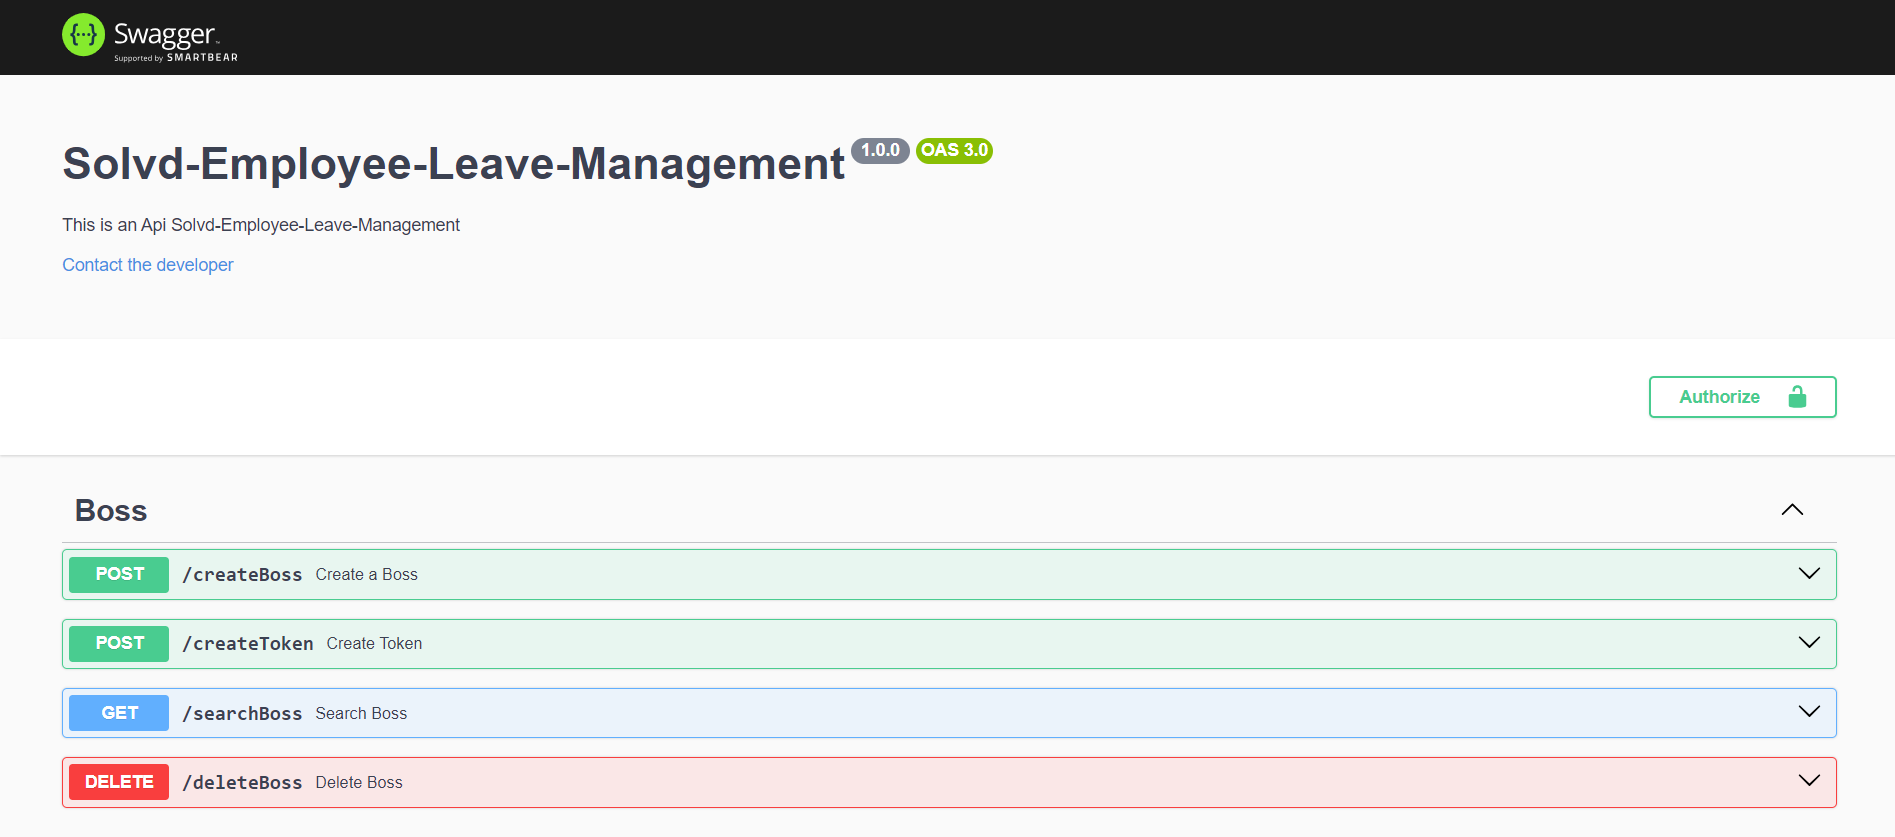 {···} Swagger™
Supported by SMARTBEAR
Solvd-Employee-Leave-Management 1.0.0 OAS 3.0
This is an Api Solvd-Employee-Leave-Management
Contact the developer
Authorize
Boss
POST /createBoss Create a Boss
POST /createToken Create Token
GET /searchBoss Search Boss
DELETE /deleteBoss Delete Boss